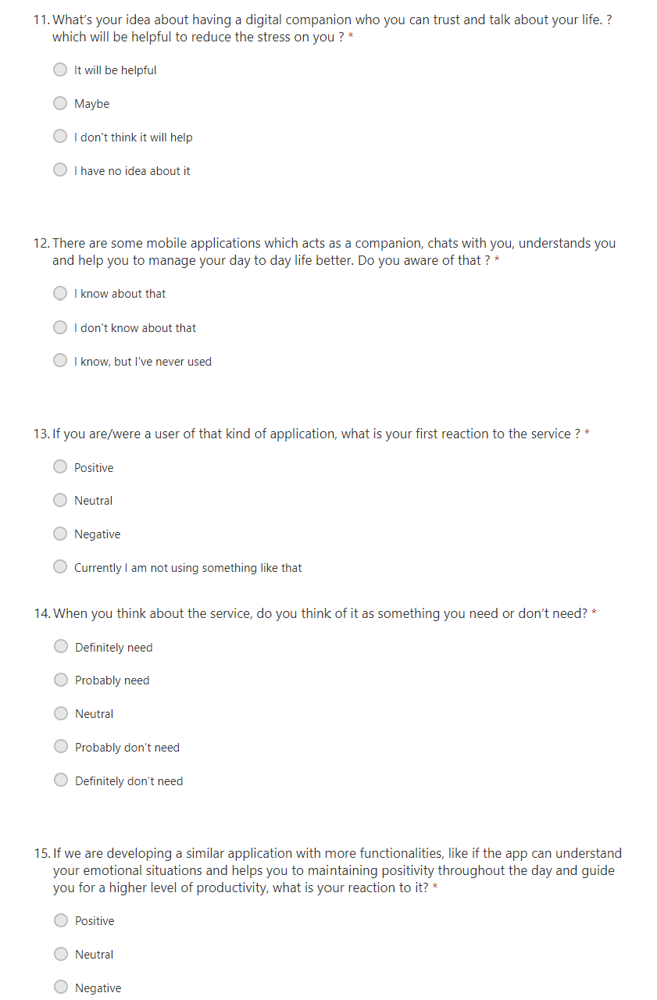 11. What's your idea about having a digital companion who you can trust and talk about your life. ?
which will be helpful to reduce the stress on you ? *
It will be helpful
Maybe
I don't think it will help
I have no idea about it
12. There are some mobile applications which acts as a companion, chats with you, understands you
and help you to manage your day to day life better. Do you aware of that ? *
I know about that
I don't know about that
I know, but I've never used
13. If you are/were a user of that kind of application, what is your first reaction to the service ? *
Positive
Neutral
Negative
Currently I am not using something like that
14. When you think about the service, do you think of it as something you need or don't need? *
Definitely need
Probably need
Neutral
Probably don't need
Definitely don't need
15. If we are developing a similar application with more functionalities, like if the app can understand
your emotional situations and helps you to maintaining positivity throughout the day and guide
you for a higher level of productivity, what is your reaction to it? *
Positive
Neutral
Negative